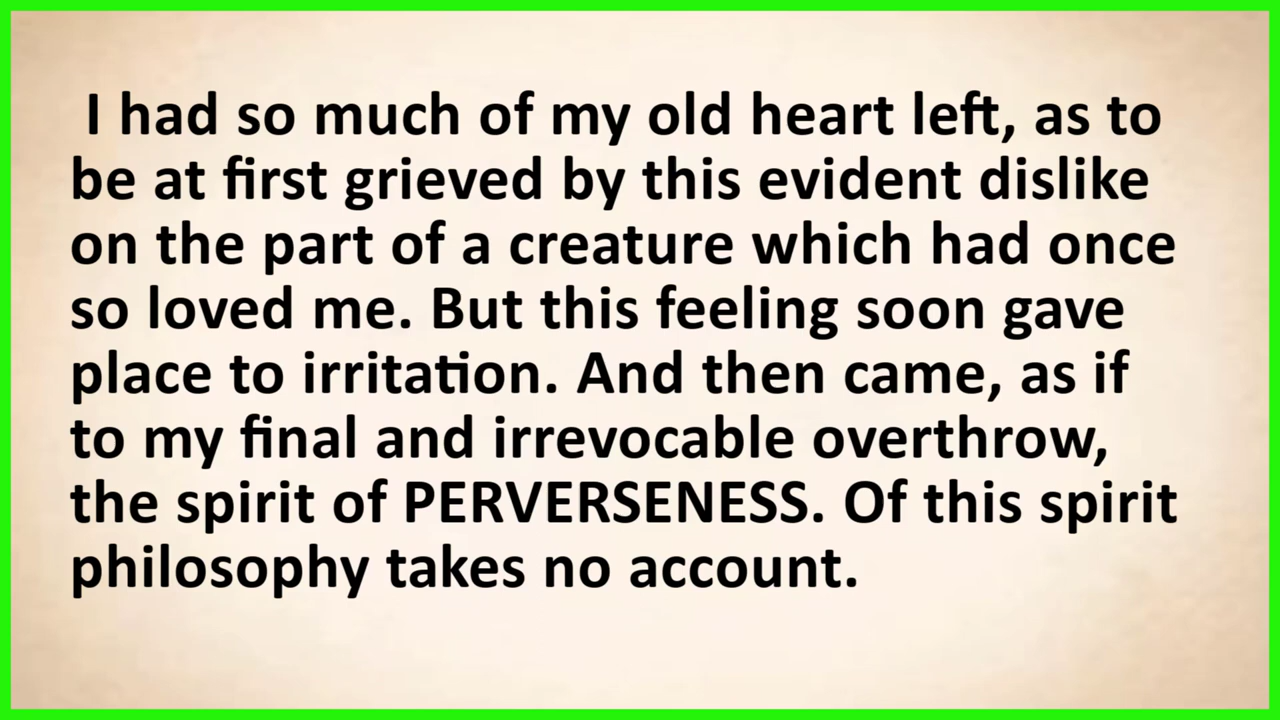 I had so much of my old heart left, as to
be at first grieved by this evident dislike
on the part of a creature which had once
so loved me. But this feeling soon gave
place to irritation. And then came, as if
to my final and irrevocable overthrow,
the spirit of PERVERSENESS. Of this spirit
philosophy takes no account.